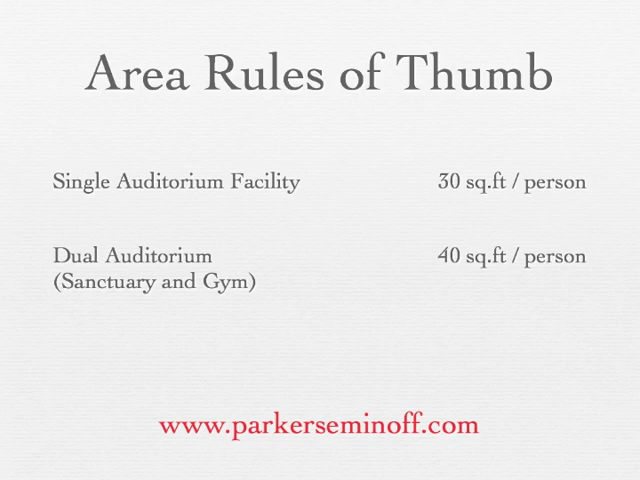 Area Rules of Thumb
Single Auditorium Facility 30 sq.ft / person
Dual Auditorium 40 sq.ft / person
(Sanctuary and Gym)
www.parkerseminoff.com